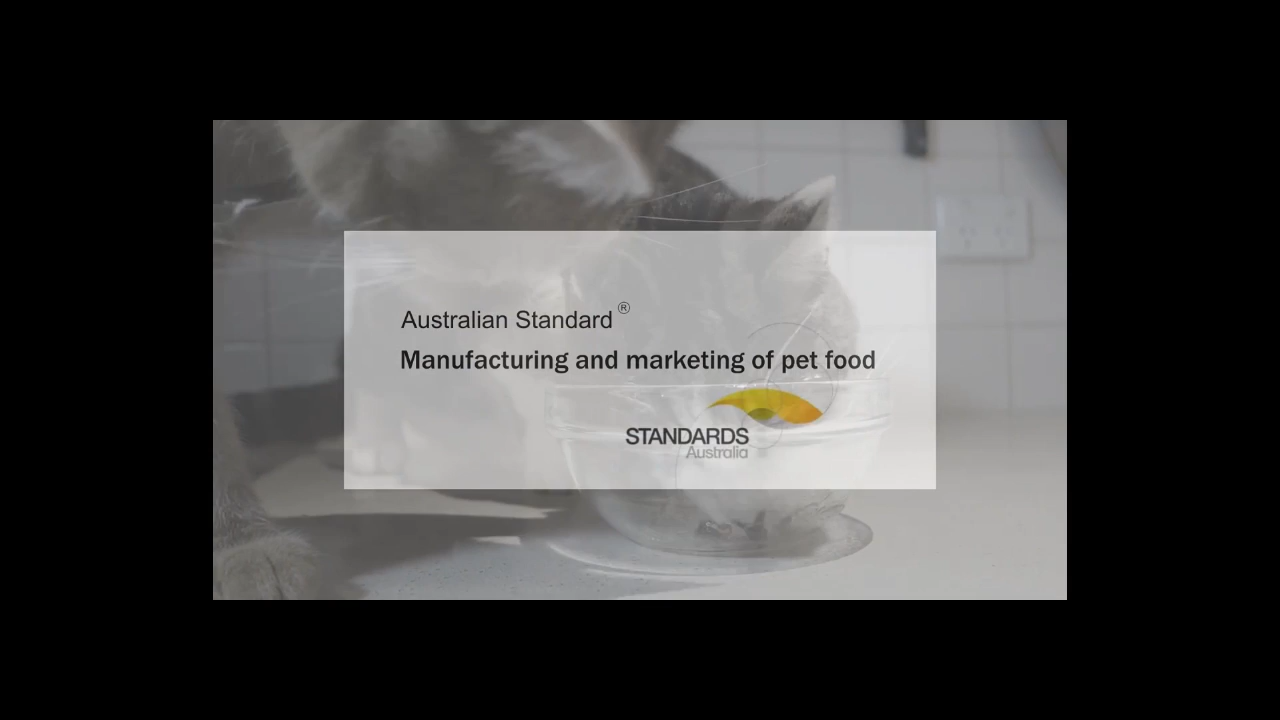 Australian Standard®
Manufacturing and marketing of pet food
STANDARDS
Australia